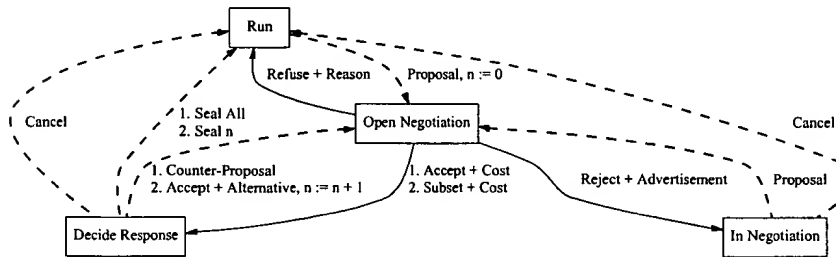 Run
Refuse + Reason
Proposal, n := 0
1. Seal All
2. Seal n
Cancel
Open Negotiation
Cancel
1. Counter-Proposal
2. Accept + Alternative, n := n + 1
1. Accept + Cost
2. Subset + Cost
Reject + Advertisement
Proposal
Decide Response
In Negotiation